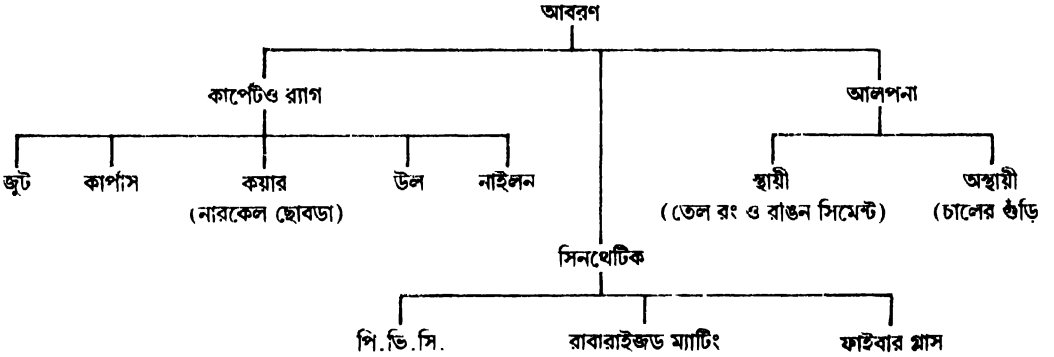 আবরণ
কার্পেটও র‍্যাগ
আলপনা
জুট কার্পাস কয়ার উল নাইলন স্থায়ী অস্থায়ী
(নারকেল ছোবড়া) (তেল রং ও রাঙন সিমেন্ট) (চালের গুঁড়ি
সিনথেটিক
পি.ভি.সি. রাবারাইজড ম্যাটিং ফাইবার গ্লাস